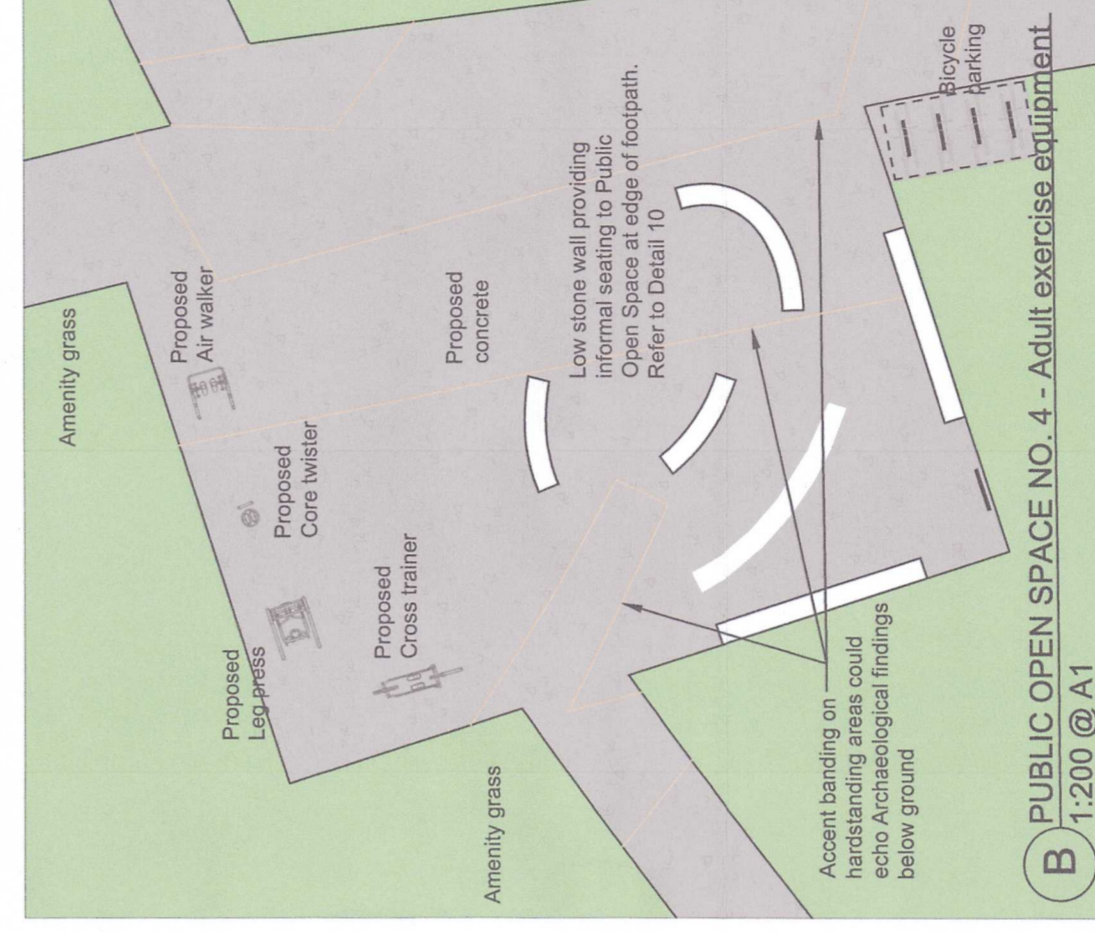 Amenity grass
Proposed
Air walker
Proposed
Core twister
Proposed
Leg press
Proposed
Cross trainer
Proposed
concrete
Low stone wall providing
informal seating to Public
Open Space at edge of footpath.
Refer to Detail 10
Bicycle
parking
Amenity grass
Accent banding on
hardstanding areas could
echo Archaeological findings
below ground
B
PUBLIC OPEN SPACE NO. 4 - Adult exercise equipment
1:200 @ A1